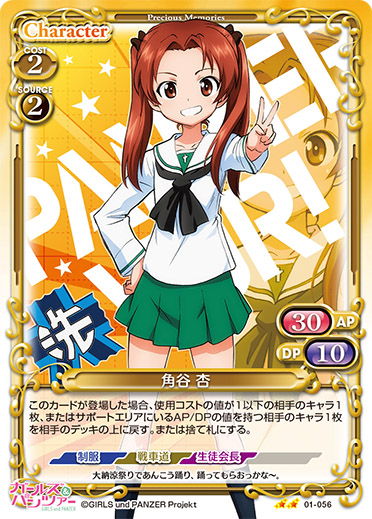 Precious Memories
Character
COST
2
SOURCE
2
PANZER
VOR!
洗
30 AP
DP 10
角谷 杏
このカードが登場した場合、使用コストの値が1以下の相手のキャラ1
枚、またはサポートエリアにいるAP/DPの値を持つ相手のキャラ1枚
を相手のデッキの上に戻す。または捨て札にする。
制服 戦車道 生徒会長
大納涼祭りであんこう踊り、踊ってもらおっかな~。
ガールズ&パンツァー
GIRLS und PANZER
©GIRLS und PANZER Projekt
01-056